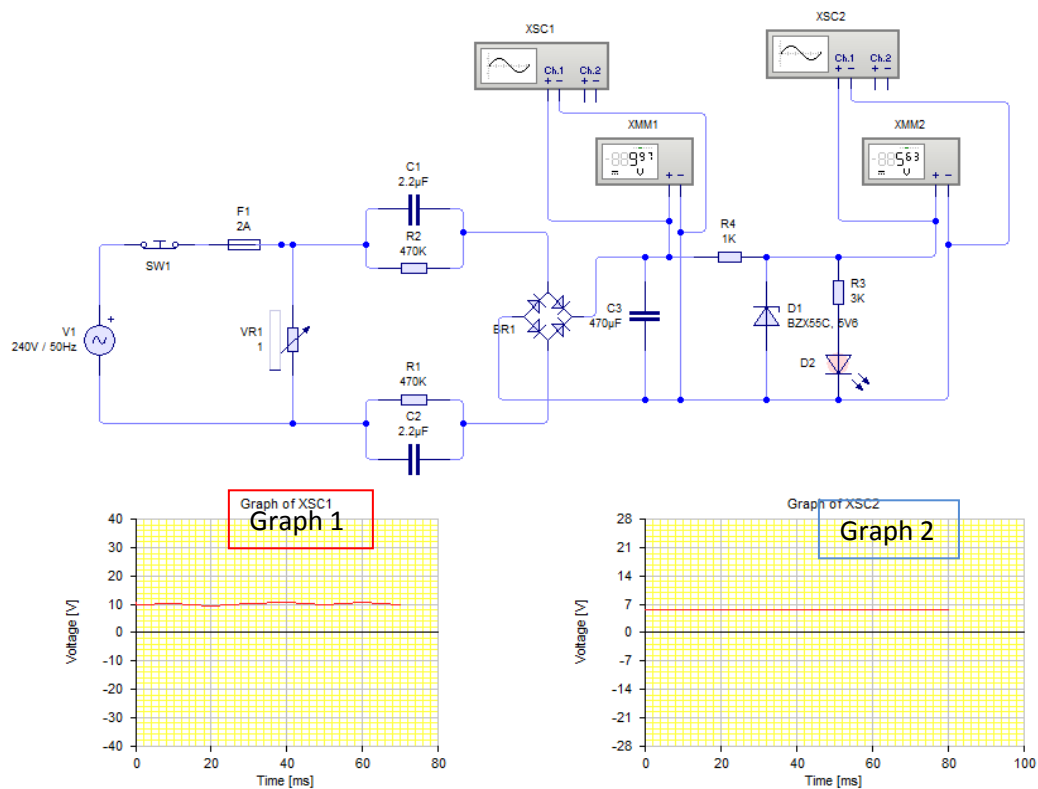 XSC1
Ch.1 Ch.2
+ − + −
XSC2
Ch.1 Ch.2
+ − + −
XMM1
997
m V
+ −
XMM2
563
m V
+ −
C1
2.2µF
R2
470K
F1
2A
SW1
V1
240V / 50Hz
+
VR1
1
R1
470K
C2
2.2µF
BR1
C3
470µF
R4
1K
D1
BZX55C, 5V6
R3
3K
D2
Graph of XSC1
Graph 1
Voltage [V]
40
30
20
10
0
-10
-20
-30
-40
0 20 40 60 80
Time [ms]
Graph of XSC2
Graph 2
Voltage [V]
28
21
14
7
0
-7
-14
-21
-28
0 20 40 60 80 100
Time [ms]